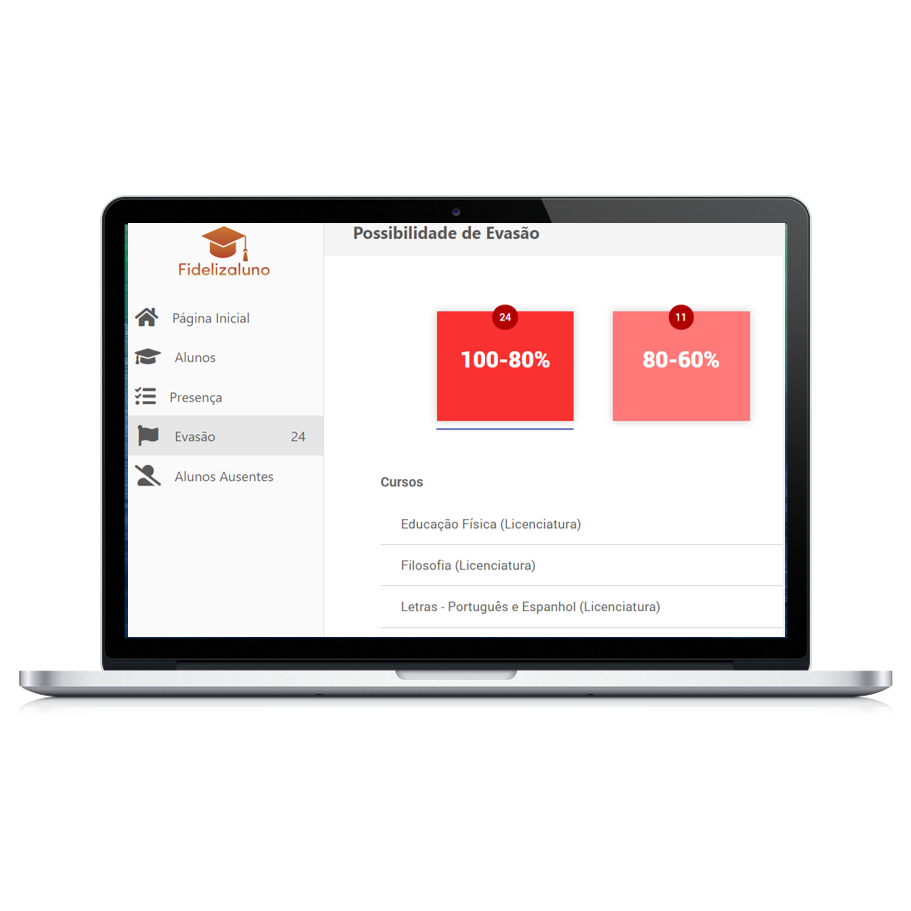 Fidelizaluno
Página Inicial
Alunos
Presença
Evasão 24
Alunos Ausentes
Possibilidade de Evasão
24
100-80%
11
80-60%
Cursos
Educação Física (Licenciatura)
Filosofia (Licenciatura)
Letras - Português e Espanhol (Licenciatura)